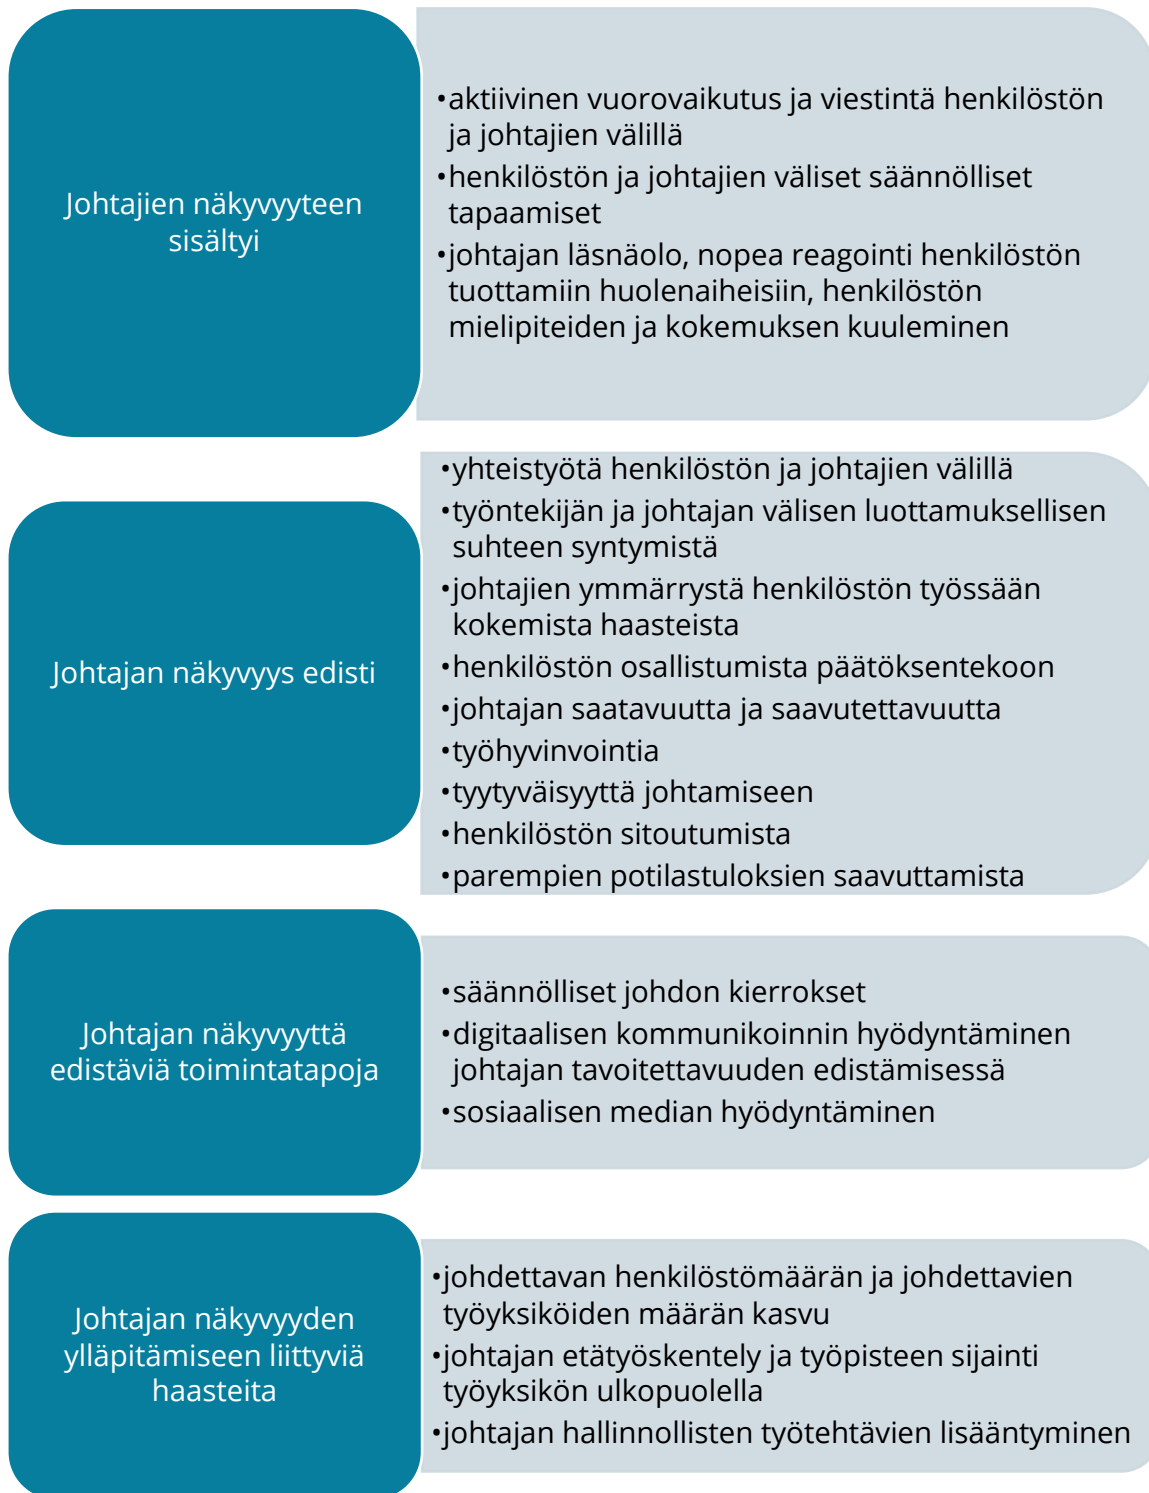 Johtajien näkyvyyteen
sisältyi
•aktiivinen vuorovaikutus ja viestintä henkilöstön
ja johtajien välillä
•henkilöstön ja johtajien väliset säännölliset
tapaamiset
•johtajan läsnäolo, nopea reagointi henkilöstön
tuottamiin huolenaiheisiin, henkilöstön
mielipiteiden ja kokemuksen kuuleminen
Johtajan näkyvyys edisti
•yhteistyötä henkilöstön ja johtajien välillä
•työntekijän ja johtajan välisen luottamuksellisen
suhteen syntymistä
•johtajien ymmärrystä henkilöstön työssään
kokemista haasteista
•henkilöstön osallistumista päätöksentekoon
•johtajan saatavuutta ja saavutettavuutta
•työhyvinvointia
•tyytyväisyyttä johtamiseen
•henkilöstön sitoutumista
•parempien potilastuloksien saavuttamista
Johtajan näkyvyyttä
edistäviä toimintatapoja
•säännölliset johdon kierrokset
•digitaalisen kommunikoinnin hyödyntäminen
johtajan tavoitettavuuden edistämisessä
•sosiaalisen median hyödyntäminen
Johtajan näkyvyyden
ylläpitämiseen liittyviä
haasteita
•johdettavan henkilöstömäärän ja johdettavien
työyksiköiden määrän kasvu
•johtajan etätyöskentely ja työpisteen sijainti
työyksikön ulkopuolella
•johtajan hallinnollisten työtehtävien lisääntyminen